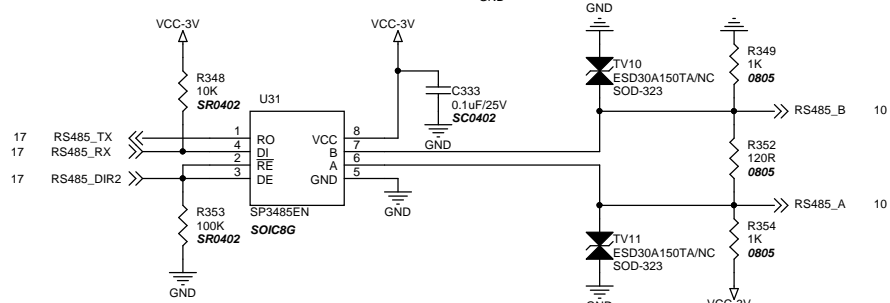 GND
GND
VCC-3V
VCC-3V
R348
10K
SR0402
U31
C333
0.1uF/25V
SC0402
GND
TV10
ESD30A150TA/NC
SOD-323
R349
1K
0805
17 RS485_TX
17 RS485_RX
17 RS485_DIR2
1 RO VCC 8
4 DI B 7
2 RE A 6
3 DE GND 5
SP3485EN
SOIC8G
GND
RS485_B 10
R352
120R
0805
RS485_A 10
R353
100K
SR0402
GND
TV11
ESD30A150TA/NC
SOD-323
GND
R354
1K
0805
VCC-3V